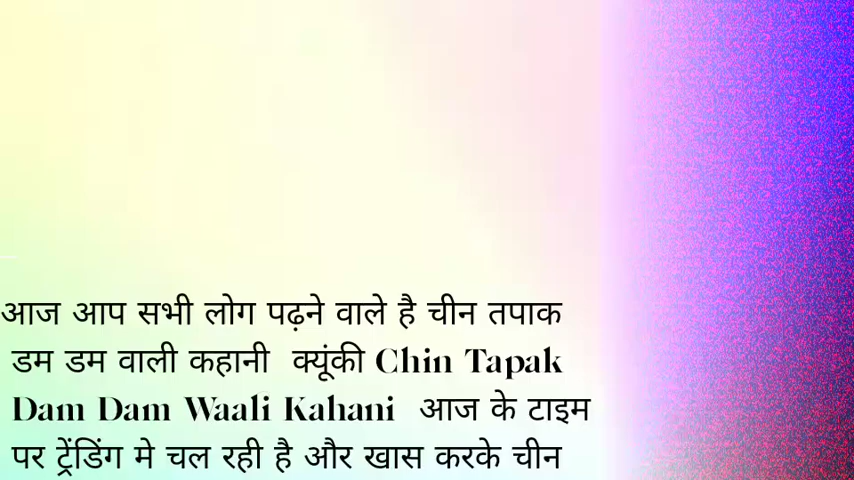 आज आप सभी लोग पढ़ने वाले है चीन तपाक
डम डम वाली कहानी क्यूंकी Chin Tapak
Dam Dam Waali Kahani आज के टाइम
पर ट्रेंडिंग मे चल रही है और खास करके चीन